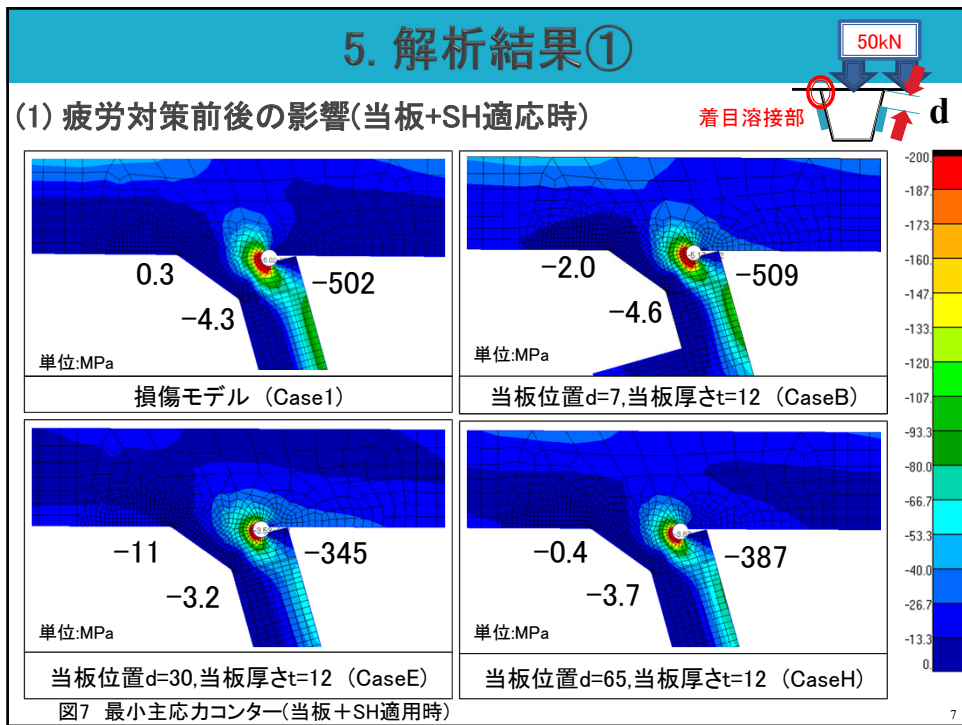 5. 解析結果①
50kN
(1) 疲労対策前後の影響(当板+SH適応時)
着目溶接部
d
0.3
-502
-4.3
単位:MPa
損傷モデル (Case1)
-2.0
-509
-4.6
単位:MPa
当板位置d=7,当板厚さt=12 (CaseB)
-11
-345
-3.2
単位:MPa
当板位置d=30,当板厚さt=12 (CaseE)
-0.4
-387
-3.7
単位:MPa
当板位置d=65,当板厚さt=12 (CaseH)
-200.
-187.
-173.
-160.
-147.
-133.
-120.
-107.
-93.3
-80.0
-66.7
-53.3
-40.0
-26.7
-13.3
0.
図7 最小主応力コンター(当板+SH適用時)
7